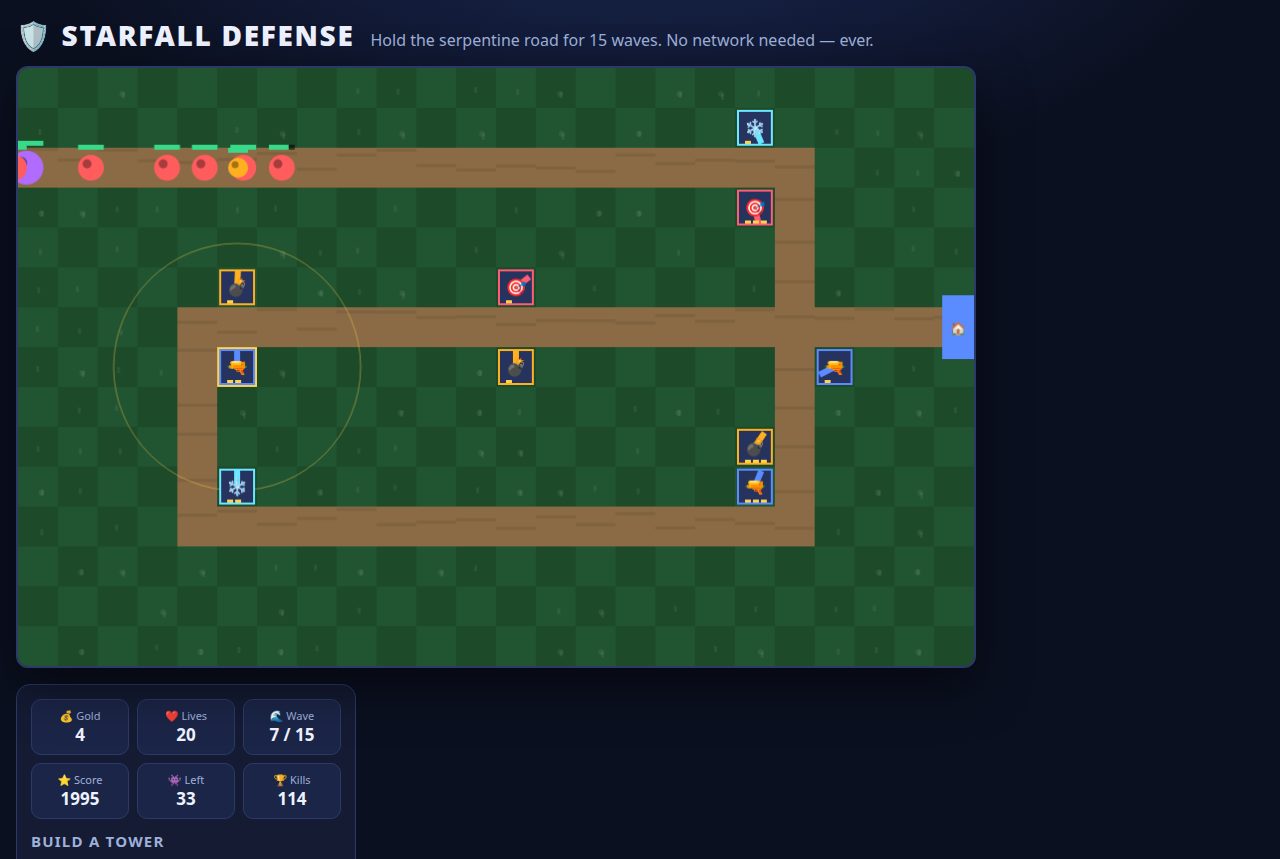 STARFALL DEFENSE
Hold the serpentine road for 15 waves. No network needed — ever.
Gold
4
Lives
20
Wave
7 / 15
Score
1995
Left
33
Kills
114
BUILD A TOWER